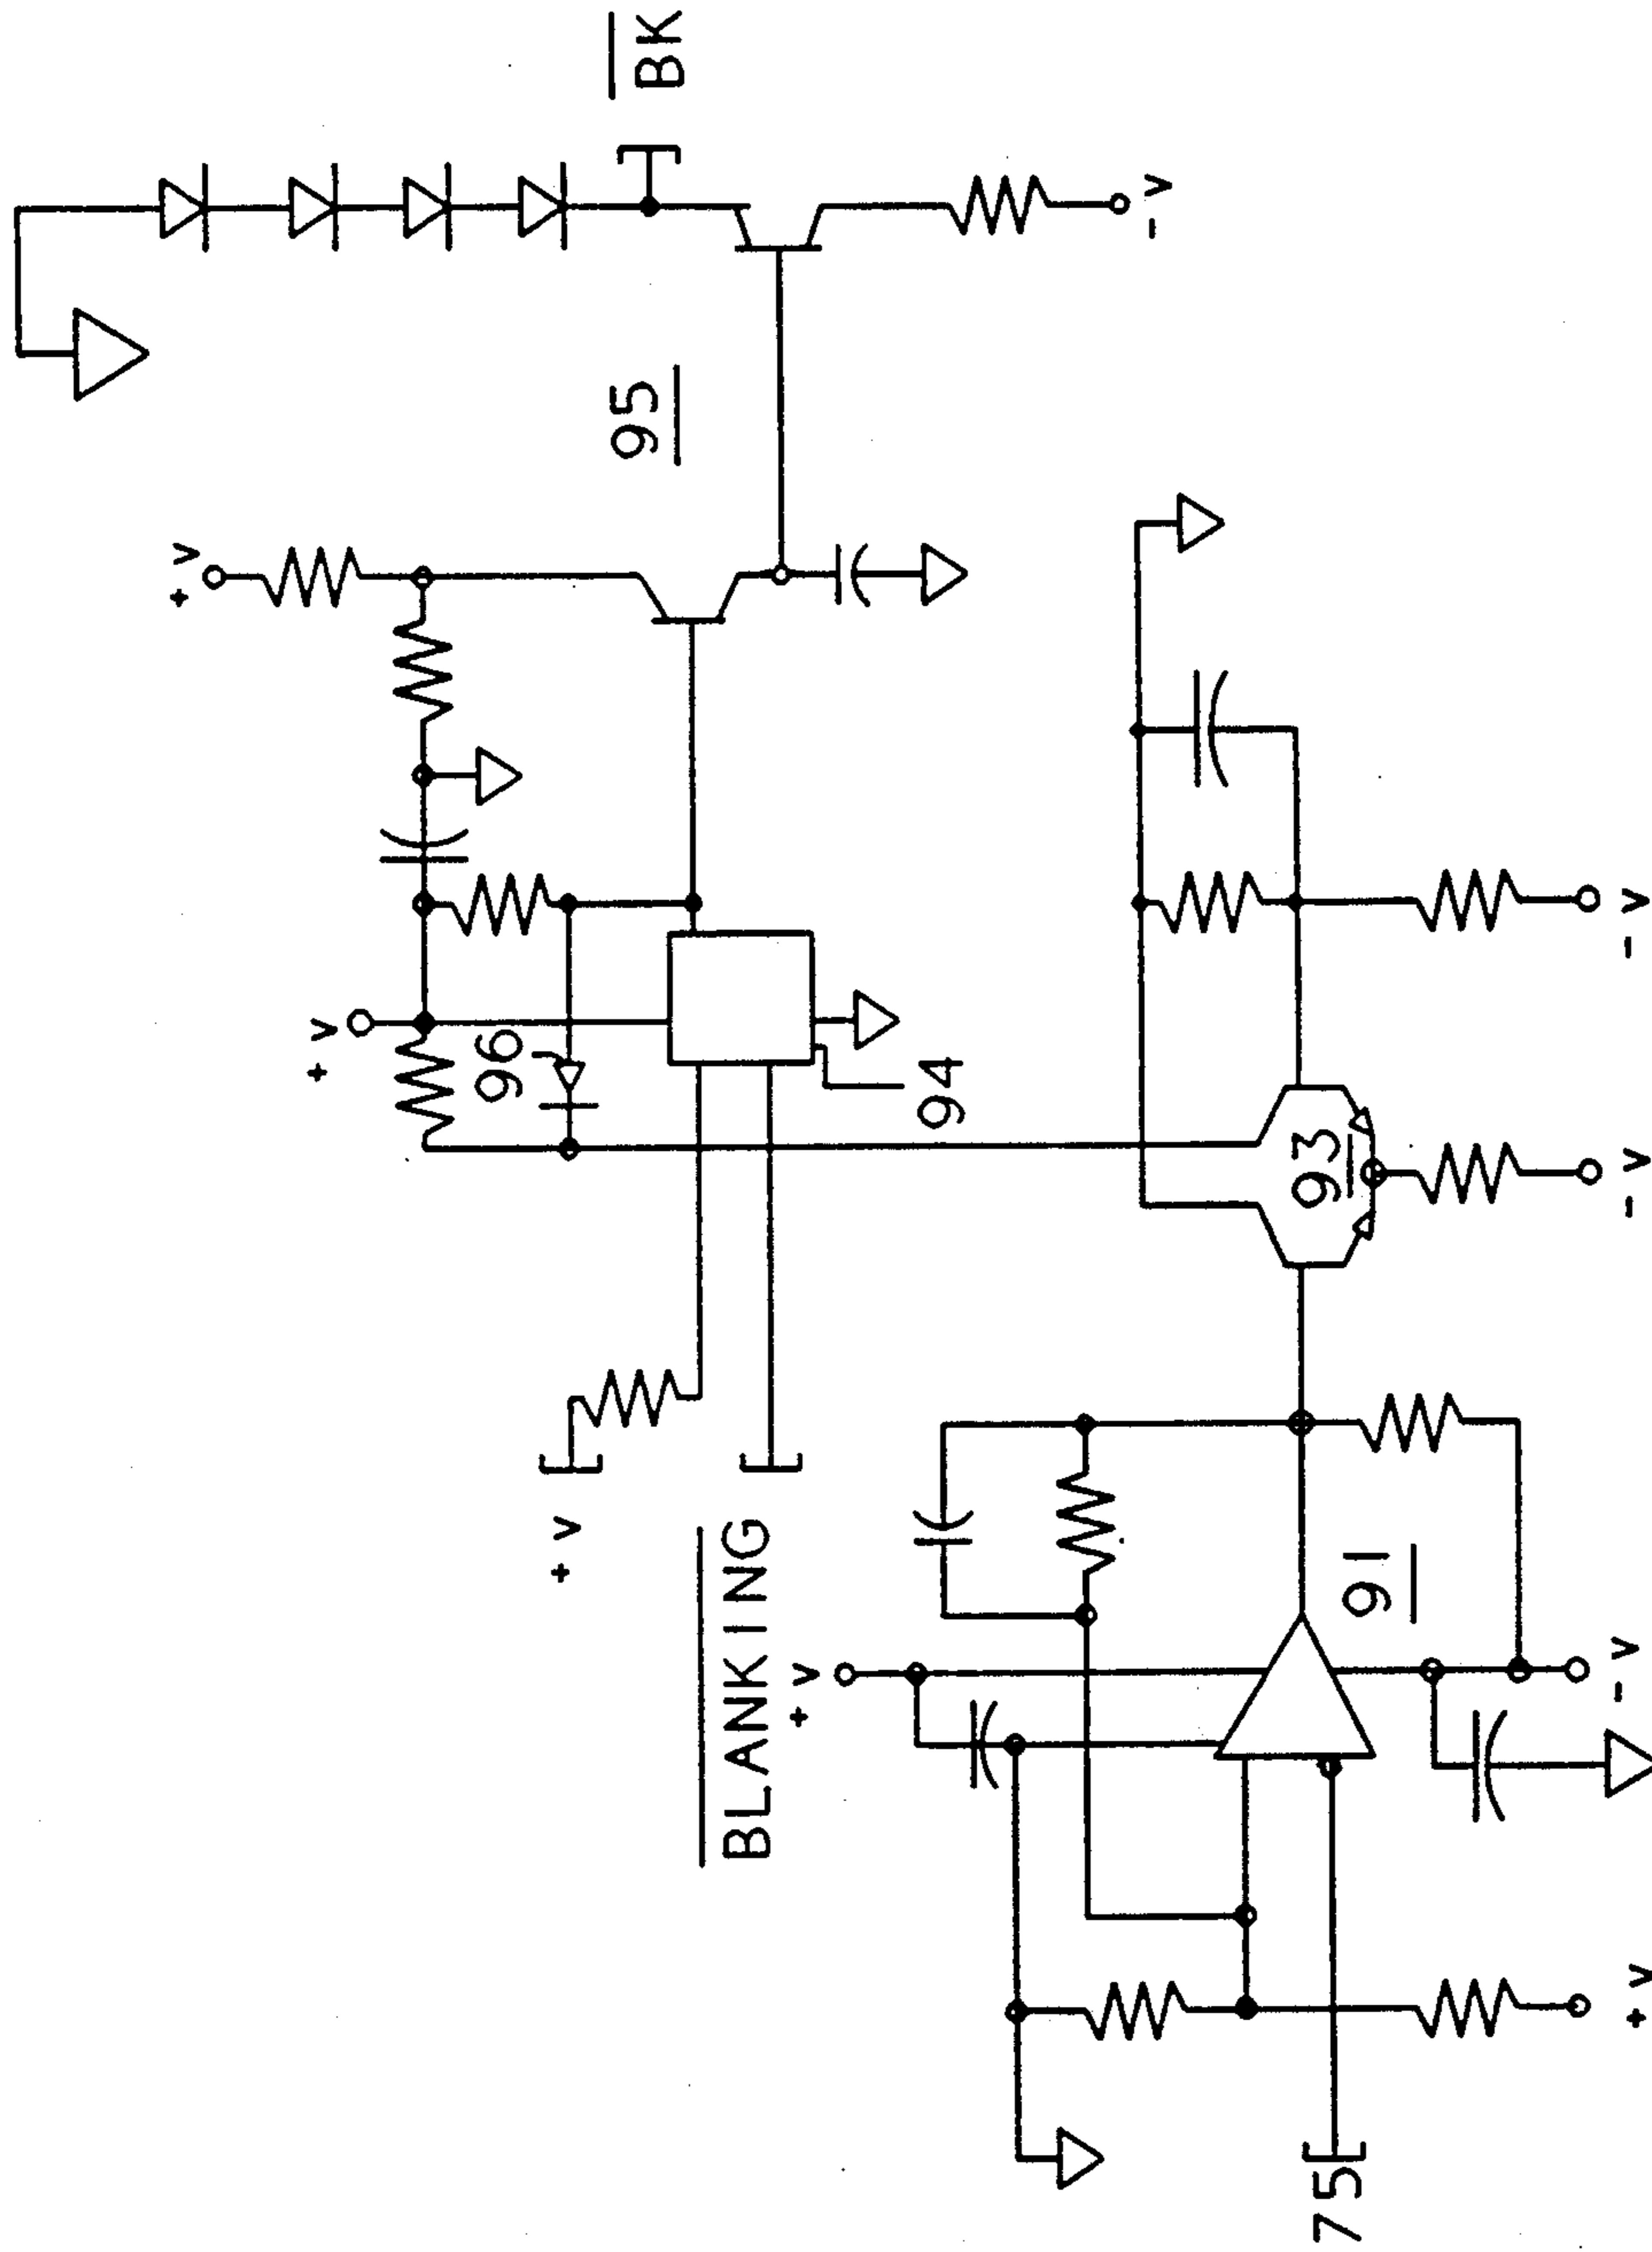 BK
- V
95
+ V
- V
+ V
96
94
93
- V
+ V
BLANKING
+ V
91
- V
+ V
75